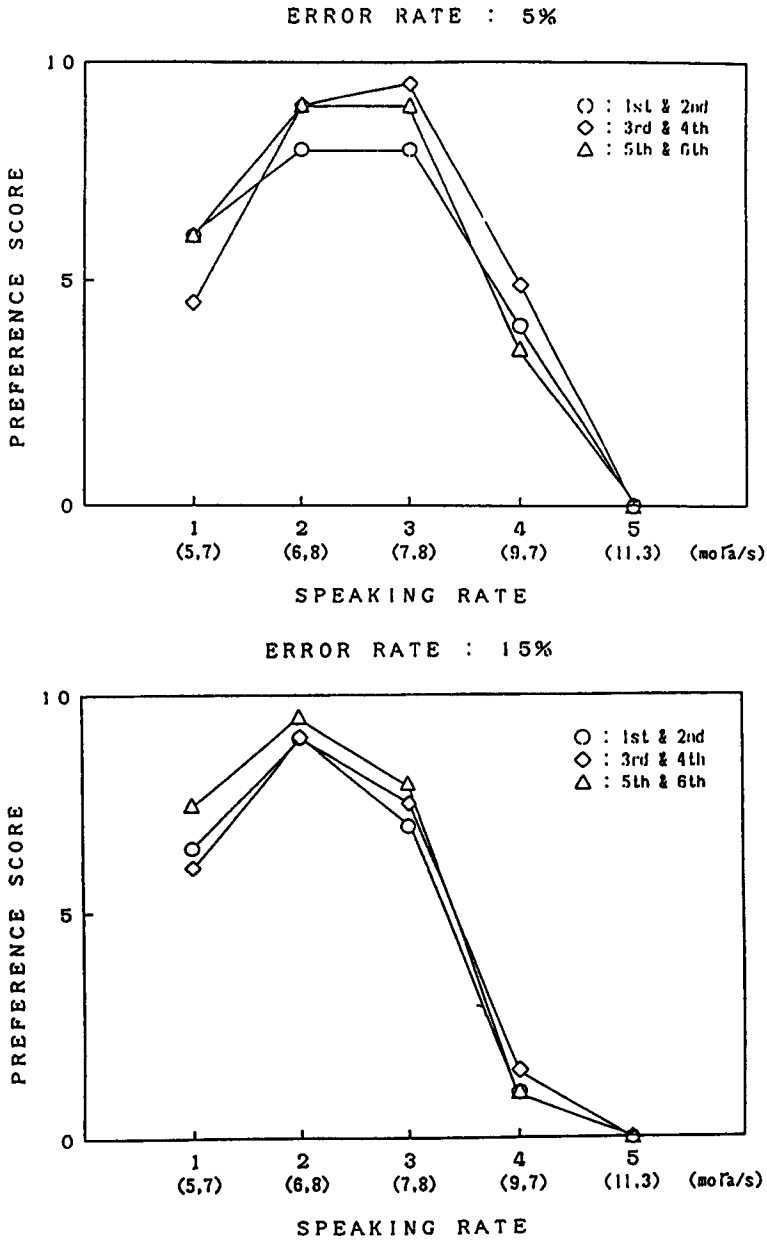 ERROR RATE : 5%
10
○ : 1st & 2nd
◇ : 3rd & 4th
△ : 5th & 6th
PREFERENCE SCORE
5
0
1 2 3 4 5
(5,7) (6,8) (7,8) (9,7) (11,3) (mora/s)
SPEAKING RATE
ERROR RATE : 15%
10
○ : 1st & 2nd
◇ : 3rd & 4th
△ : 5th & 6th
PREFERENCE SCORE
5
0
1 2 3 4 5
(5,7) (6,8) (7,8) (9,7) (11,3) (mora/s)
SPEAKING RATE